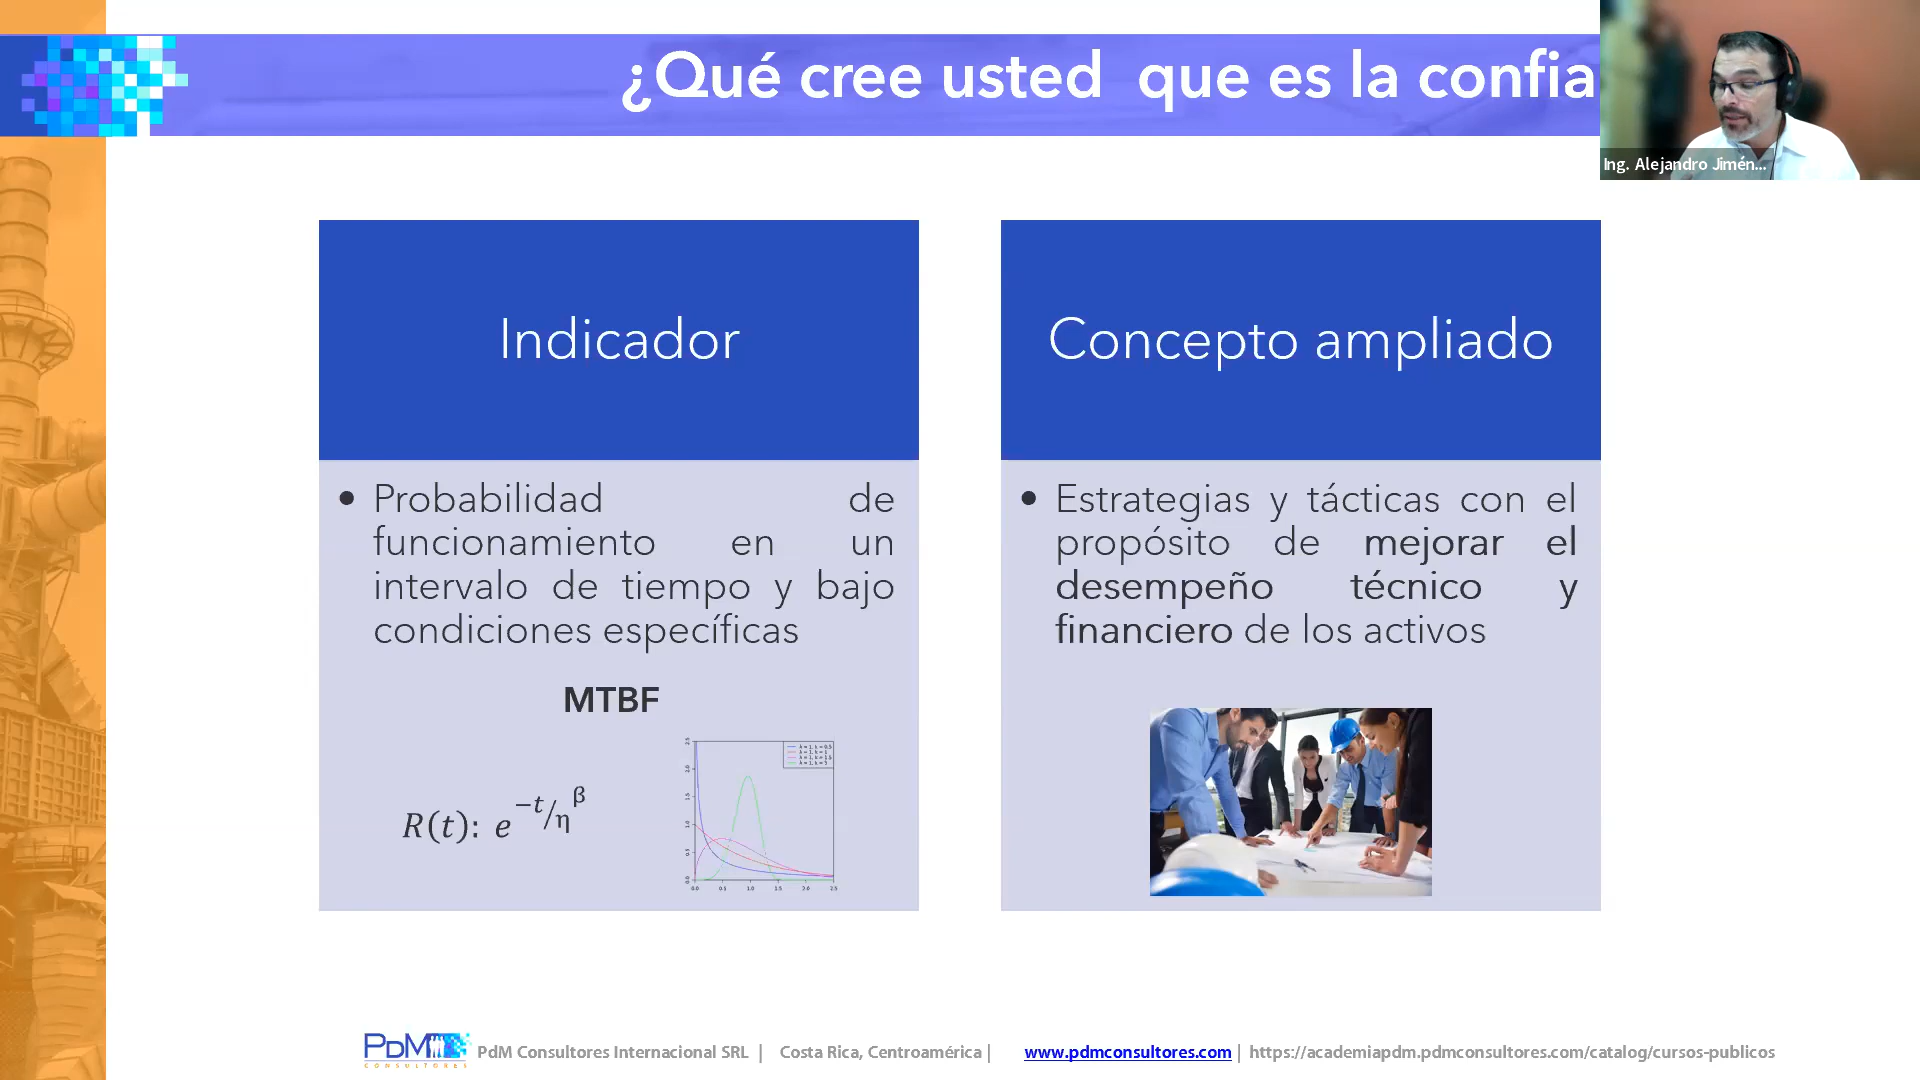 ¿Qué cree usted que es la confia
Ing. Alejandro Jimén...
Indicador
• Probabilidad de
funcionamiento en un
intervalo de tiempo y bajo
condiciones específicas
MTBF
R(t): e^{-t/η^β}
Concepto ampliado
• Estrategias y tácticas con el
propósito de mejorar el
desempeño técnico y
financiero de los activos
PDM
CONSULTORES
PdM Consultores Internacional SRL | Costa Rica, Centroamérica | www.pdmconsultores.com | https://academiapdm.pdmconsultores.com/catalog/cursos-publicos